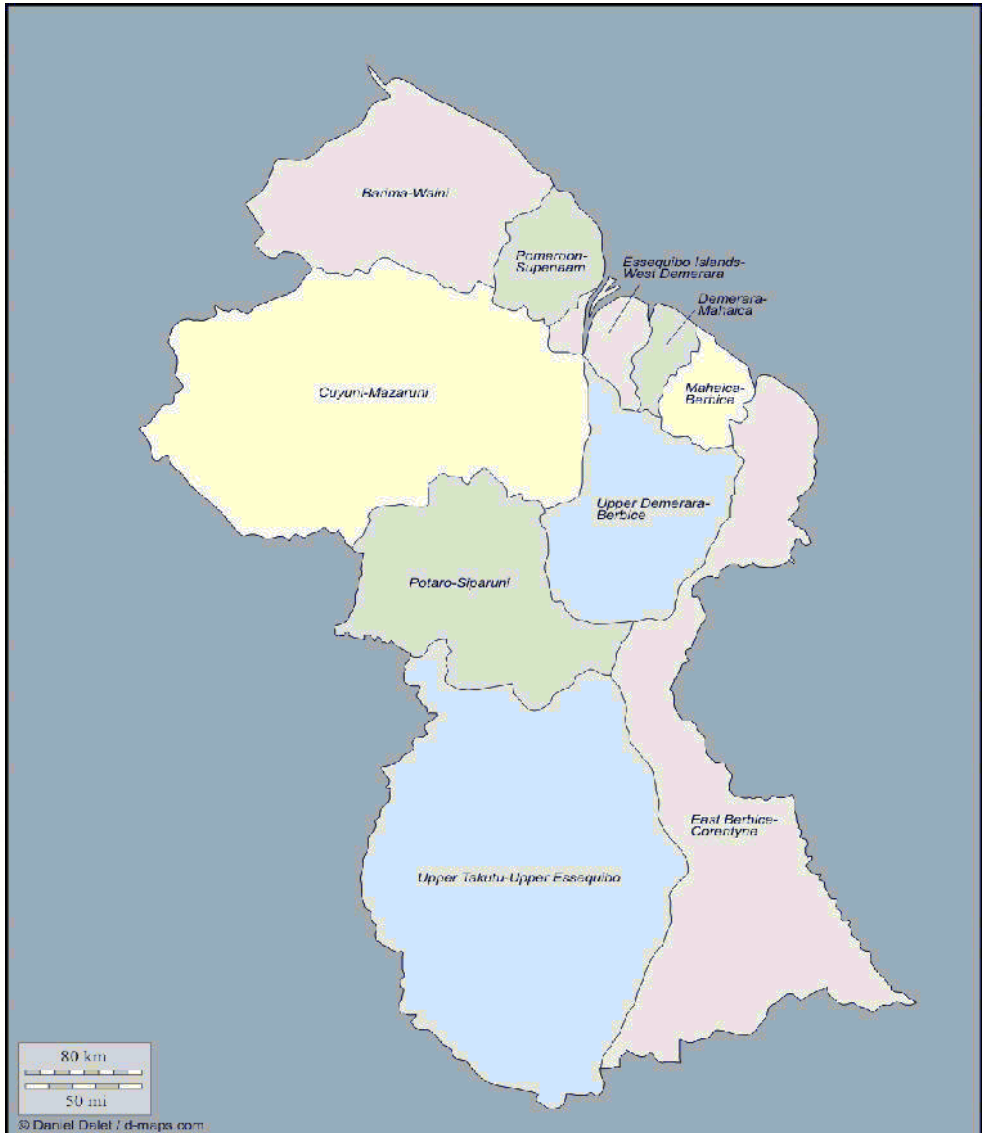 Barima-Waini
Pomeroon-
Supenaam
Essequibo Islands-
West Demerara
Demerara-
Mahaica
Cuyuni-Mazaruni
Mahaica-
Berbice
Upper Demerara-
Berbice
Potaro-Siparuni
East Berbice-
Corentyne
Upper Takutu-Upper Essequibo
80 km
50 mi
© Daniel Dalet / d-maps.com